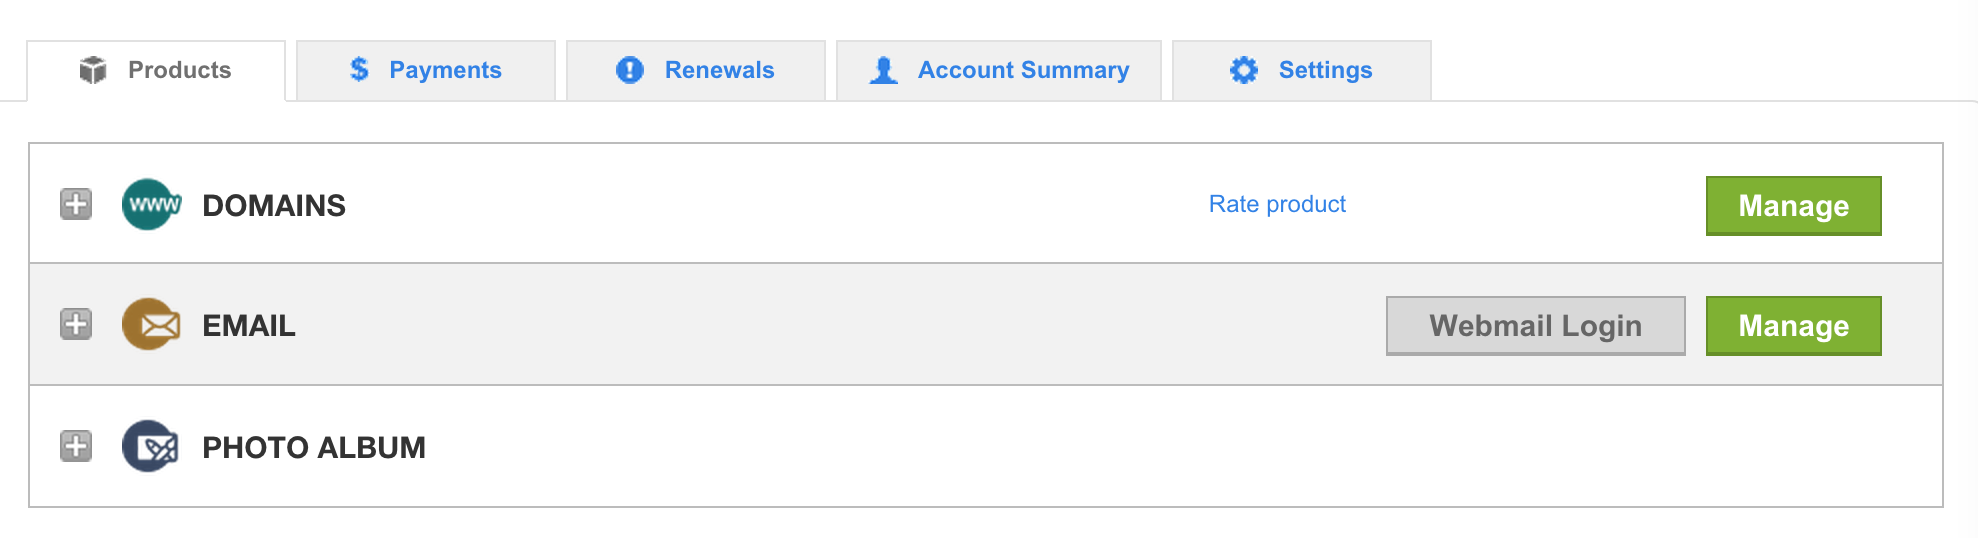 Products $ Payments Renewals Account Summary Settings
www DOMAINS Rate product Manage
EMAIL Webmail Login Manage
PHOTO ALBUM